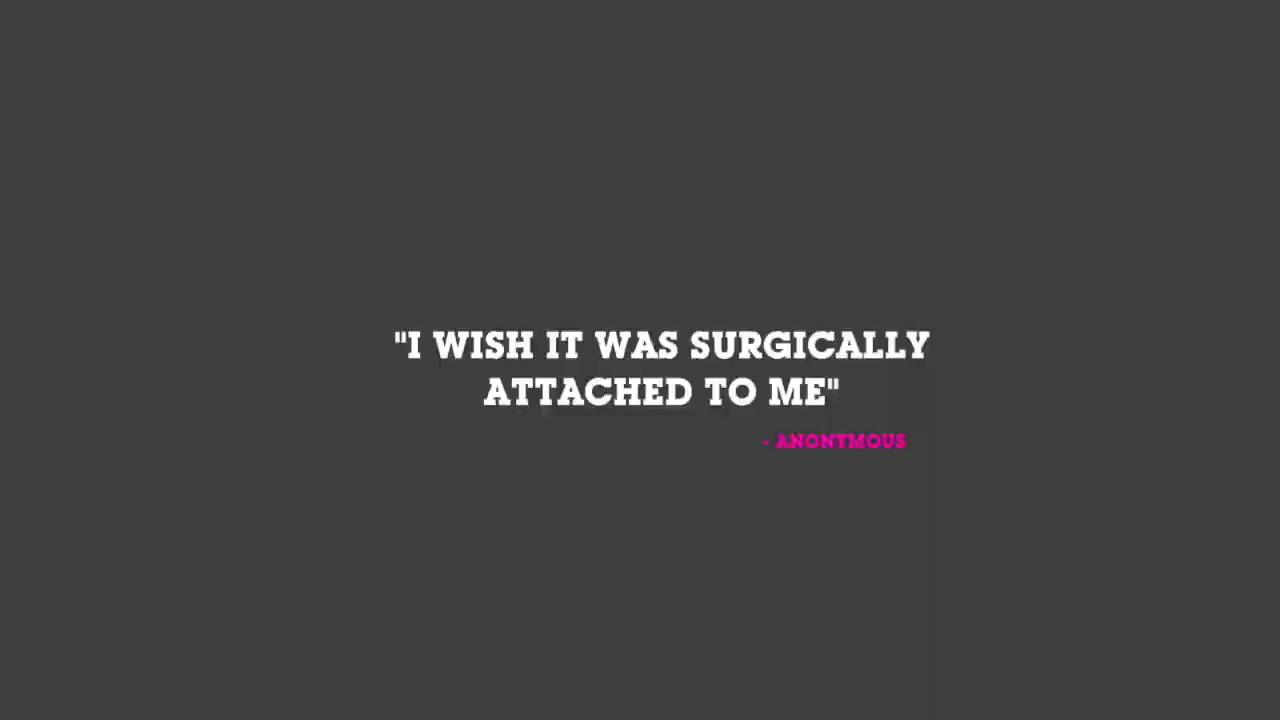 "I WISH IT WAS SURGICALLY
ATTACHED TO ME"
- ANONTMOUS